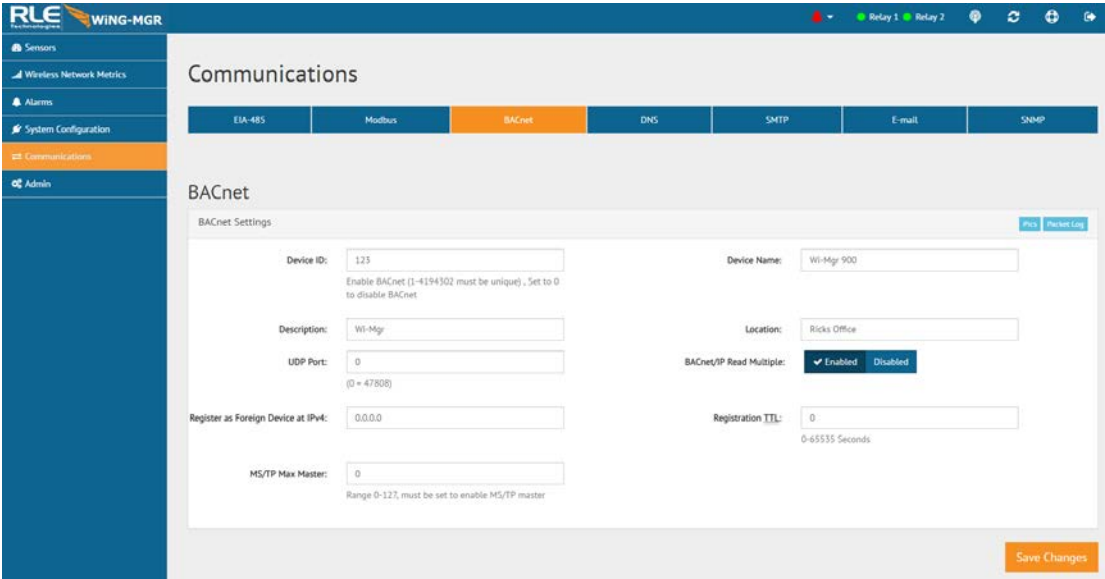 RLE WiNG-MGR
Technologies
Relay 1 Relay 2
Sensors
Wireless Network Metrics
Alarms
System Configuration
Communications
Admin
Communications
EIA-485 Modbus BACnet DNS SMTP E-mail SNMP
BACnet
BACnet Settings
Pics Packet Log
Device ID: 123
Enable BACnet (1-4194302 must be unique) , Set to 0
to disable BACnet
Device Name: Wi-Mgr 900
Description: WI-Mgr
Location: Ricks Office
UDP Port: 0
(0 = 47808)
BACnet/IP Read Multiple: Enabled Disabled
Register as Foreign Device at IPv4: 0.0.0.0
Registration TTL: 0
0-65535 Seconds
MS/TP Max Master: 0
Range 0-127, must be set to enable MS/TP master
Save Changes